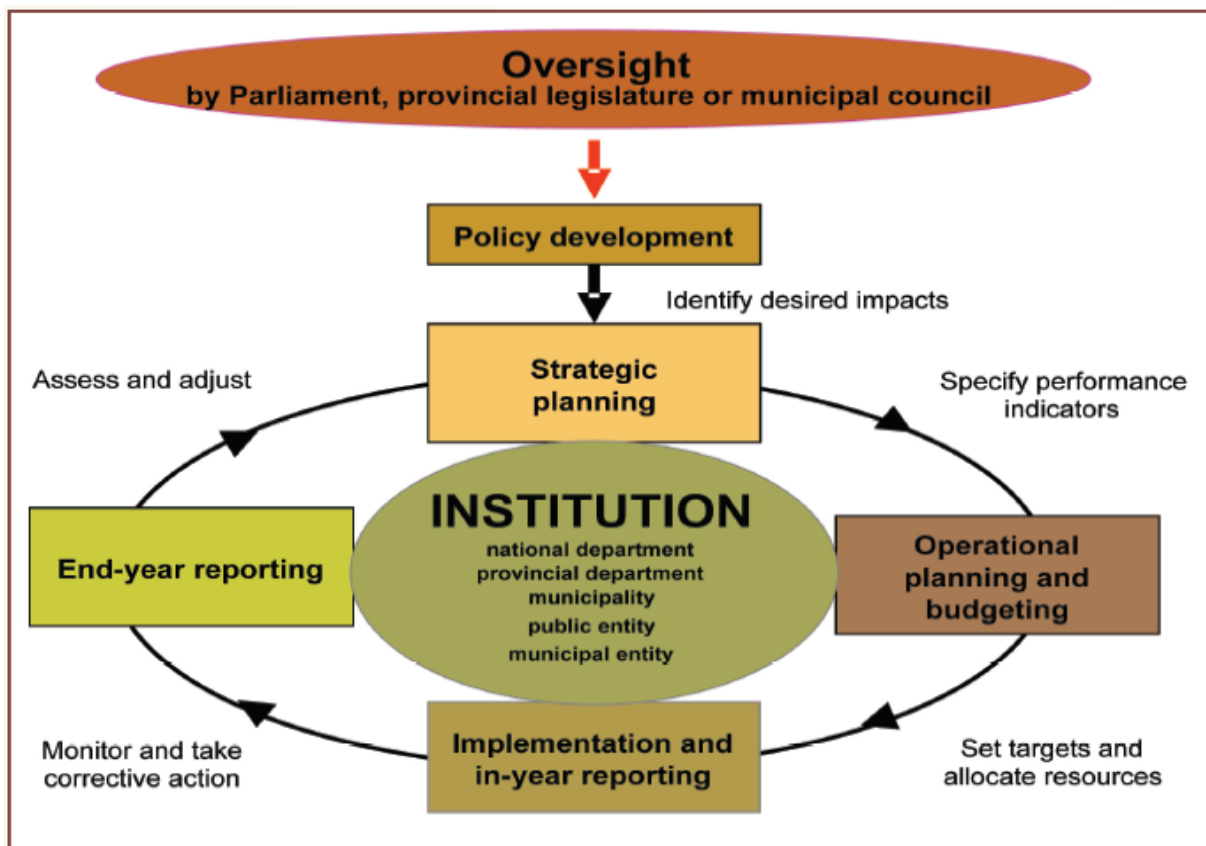 Oversight
by Parliament, provincial legislature or municipal council
Policy development
Identify desired impacts
Strategic
planning
Assess and adjust
Specify performance
indicators
INSTITUTION
national department
provincial department
municipality
public entity
municipal entity
End-year reporting
Operational
planning and
budgeting
Implementation and
in-year reporting
Monitor and take
corrective action
Set targets and
allocate resources